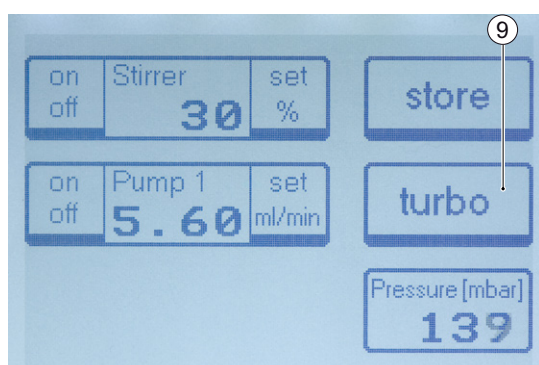 9
on Stirrer set
off 30 %
store
on Pump 1 set
off 5.60 ml/min
turbo
Pressure [mbar]
139